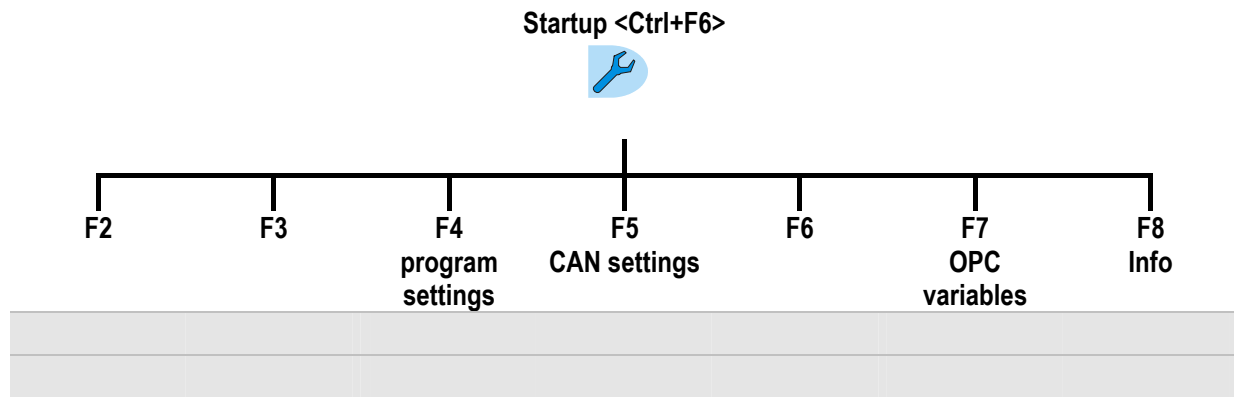 Startup <Ctrl+F6>
F2 F3 F4 F5 F6 F7 F8
program CAN settings OPC Info
settings variables